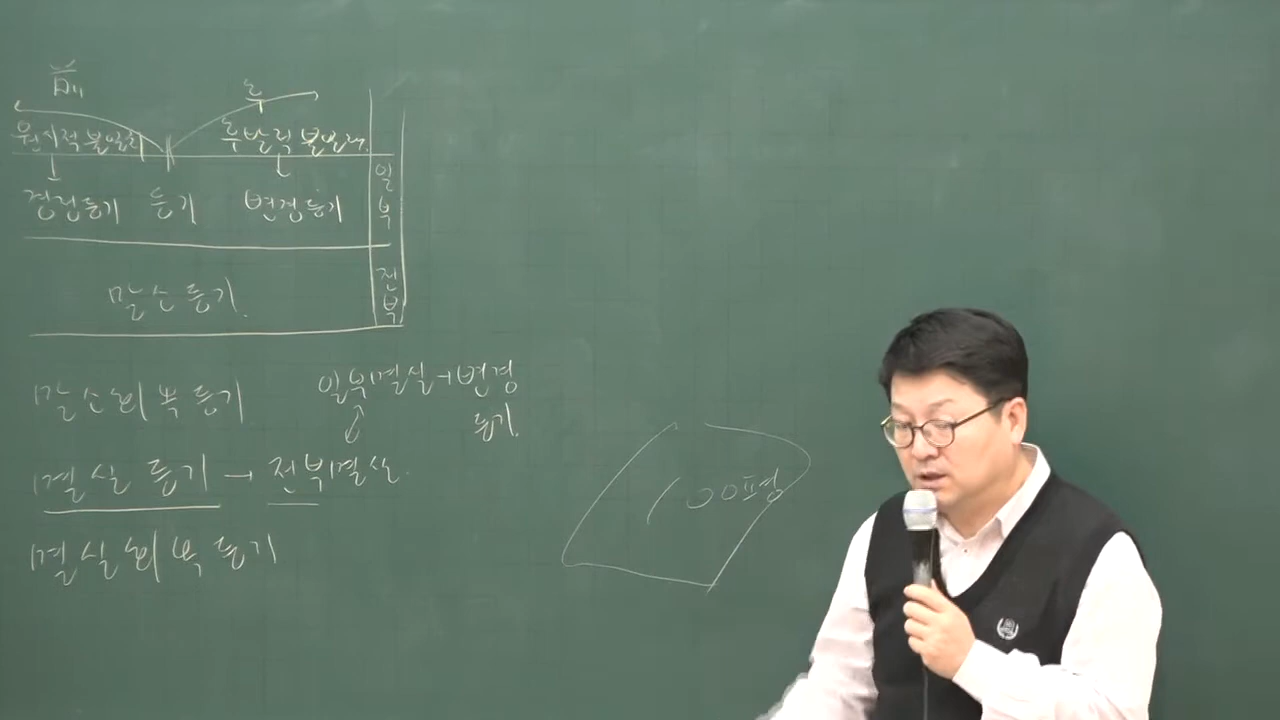 前
후
원시적 불일치 후발적 불일치
경정등기 등기 변경등기
일부
말소등기
전부
말소회복등기
일부멸실→변경
등기
멸실등기 → 전부멸실
멸실회복등기
100평